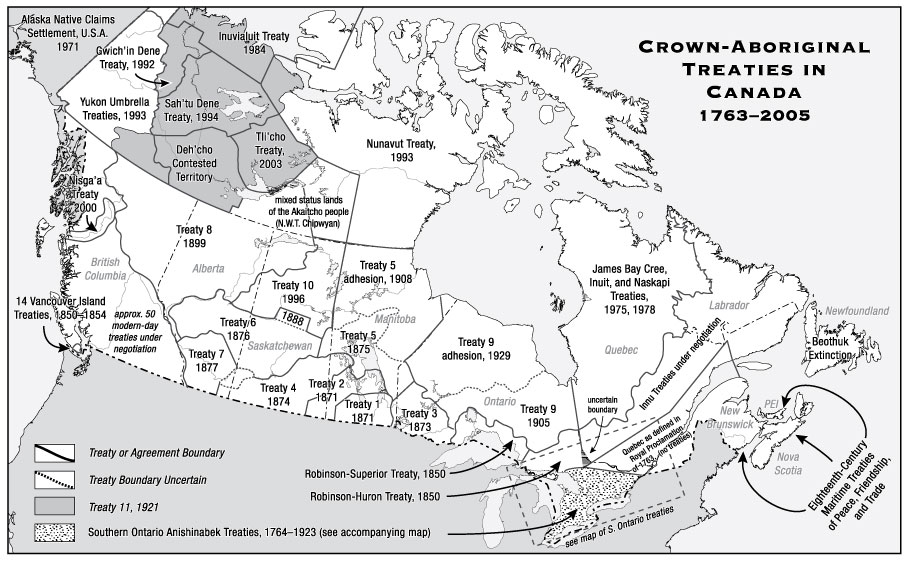 CROWN-ABORIGINAL
TREATIES IN
CANADA
1763–2005
Alaska Native Claims
Settlement, U.S.A.
1971
Gwich'in Dene
Treaty, 1992
Inuvialuit Treaty
1984
Yukon Umbrella
Treaties, 1993
Sah'tu Dene
Treaty, 1994
Tli'cho
Treaty,
2003
Deh'cho
Contested
Territory
Nunavut Treaty,
1993
Nisga'a
Treaty
2000
mixed status lands
of the Akaitcho people
(N.W.T. Chipwyan)
Treaty 8
1899
British
Columbia
Alberta
Treaty 5
adhesion, 1908
James Bay Cree,
Inuit, and Naskapi
Treaties,
1975, 1978
Treaty 10
1996
14 Vancouver Island
Treaties, 1850–1854
approx. 50
modern-day
treaties under
negotiation
1888
Manitoba
Labrador
Newfoundland
Treaty 6
1876
Saskatchewan
Treaty 5
1875
Treaty 9
adhesion, 1929
Quebec
Innu Treaties under negotiation
Beothuk
Extinction
Treaty 7
1877
Treaty 4
1874
Treaty 2
1871
Treaty 1
1871
Treaty 3
1873
Ontario
Treaty 9
1905
uncertain
boundary
Quebec as defined in
Royal Proclamation
of 1763 (no treaties)
New
Brunswick
PEI
Nova
Scotia
Eighteenth-Century
Maritime Treaties
of Peace, Friendship,
and Trade
Treaty or Agreement Boundary
Treaty Boundary Uncertain
Treaty 11, 1921
Southern Ontario Anishinabek Treaties, 1764–1923 (see accompanying map)
Robinson-Superior Treaty, 1850
Robinson-Huron Treaty, 1850
see map of S. Ontario treaties